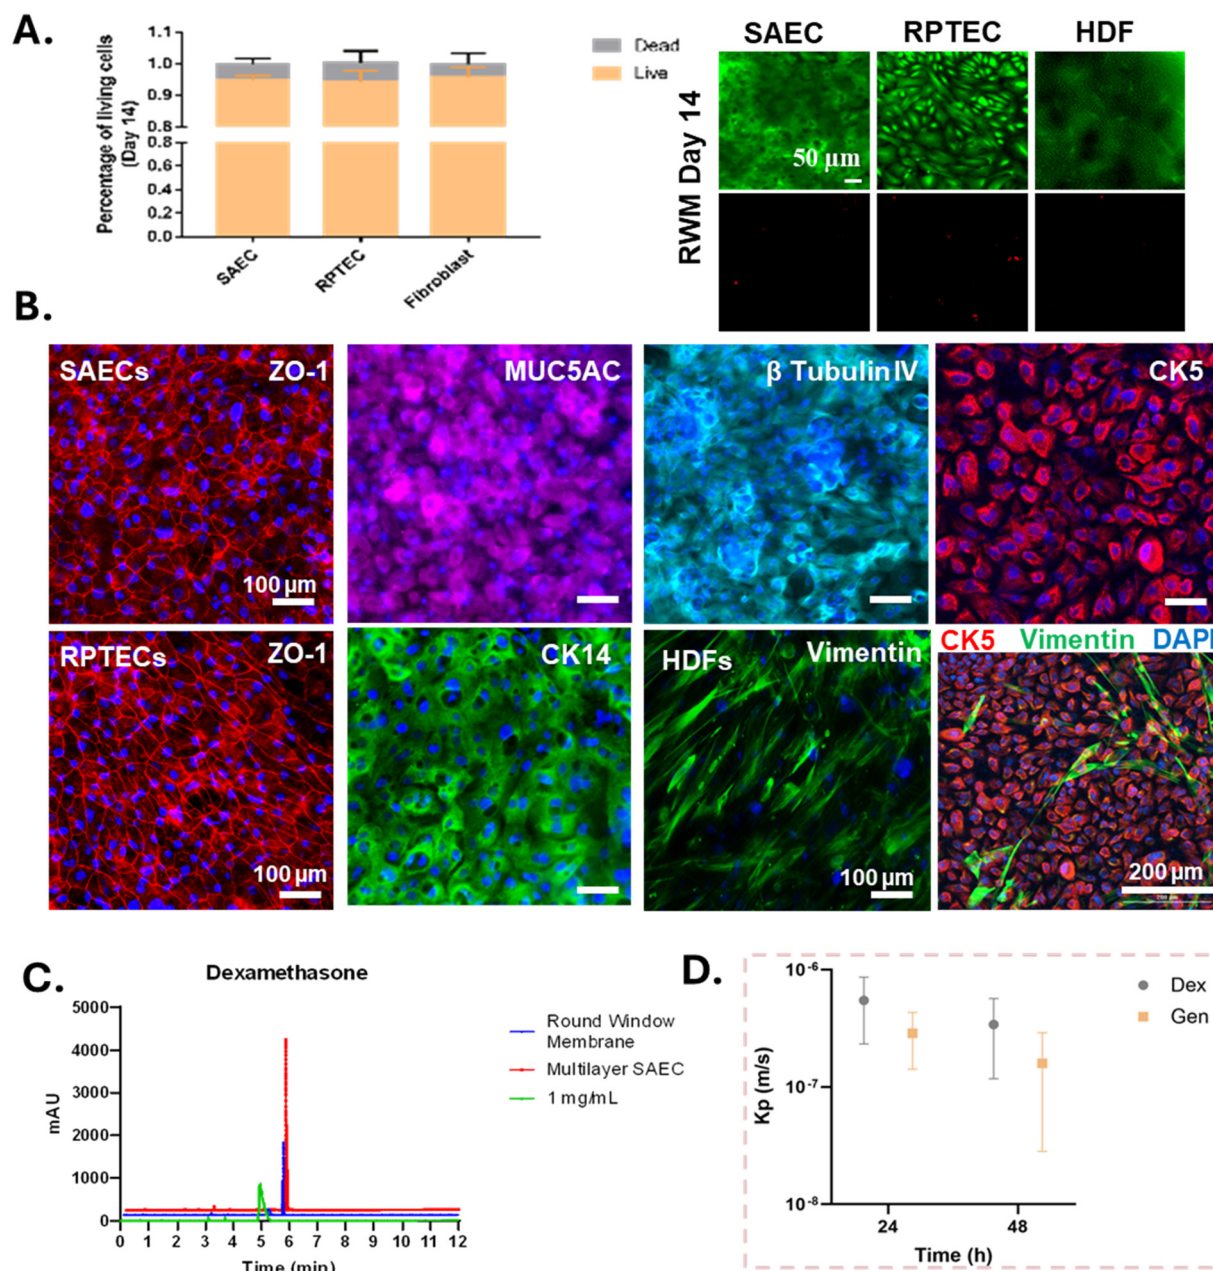 A.
Percentage of living cells
(Day 14)
1.1
1.0
0.9
0.8
0.8
0.6
0.4
0.2
0.0
SAEC
RPTEC
Fibroblast
Dead
Live
RWM Day 14
SAEC
RPTEC
HDF
50 µm
B.
SAECs
ZO-1
100 µm
MUC5AC
β Tubulin IV
CK5
RPTECs
ZO-1
100 µm
CK14
HDFs
Vimentin
100 µm
CK5 Vimentin DAPI
200 µm
C.
Dexamethasone
mAU
5000
4000
3000
2000
1000
0
0 1 2 3 4 5 6 7 8 9 10 11 12
Time (min)
Round Window
Membrane
Multilayer SAEC
1 mg/mL
D.
Kp (m/s)
10-6
10-7
10-8
24
48
Time (h)
Dex
Gen